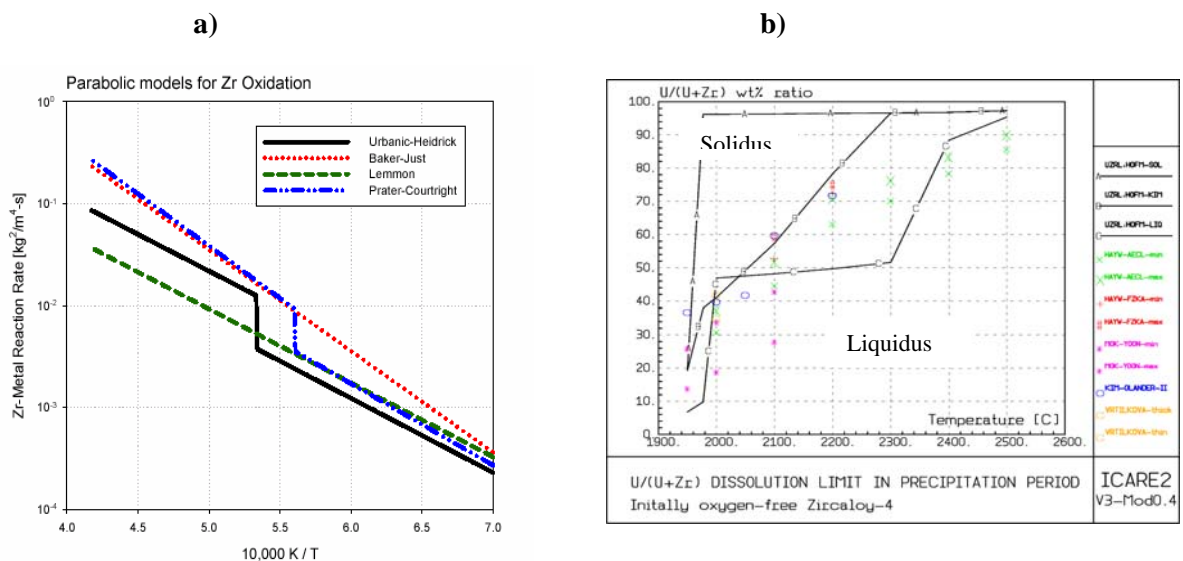 a)
b)
Parabolic models for Zr Oxidation
10⁰
10⁻¹
10⁻²
10⁻³
10⁻⁴
Zr-Metal Reaction Rate [kg²/m⁴-s]
Urbanic-Heidrick
Baker-Just
Lemmon
Prater-Courtright
4.0 4.5 5.0 5.5 6.0 6.5 7.0
10,000 K / T
U/(U+Zr) wt% ratio
100.
90.
80.
70.
60.
50.
40.
30.
20.
10.
0.
Solidus
Liquidus
Temperature [C]
1900. 2000. 2100. 2200. 2300. 2400. 2500. 2600.
UZRL-HOFM-SOL
A
UZRL-HOFM-KIM
B
UZRL-HOFM-LIQ
C
HAYW-AECL-min
HAYW-AECL-max
HAYW-FZKA-min
HAYW-FZKA-max
MOK-YOON-min
MOK-YOON-max
KIM-OLANDER-II
VRTILKOVA-thick
VRTILKOVA-thin
U/(U+Zr) DISSOLUTION LIMIT IN PRECIPITATION PERIOD
Initally oxygen-free Zircaloy-4
ICARE2
V3-Mod0.4